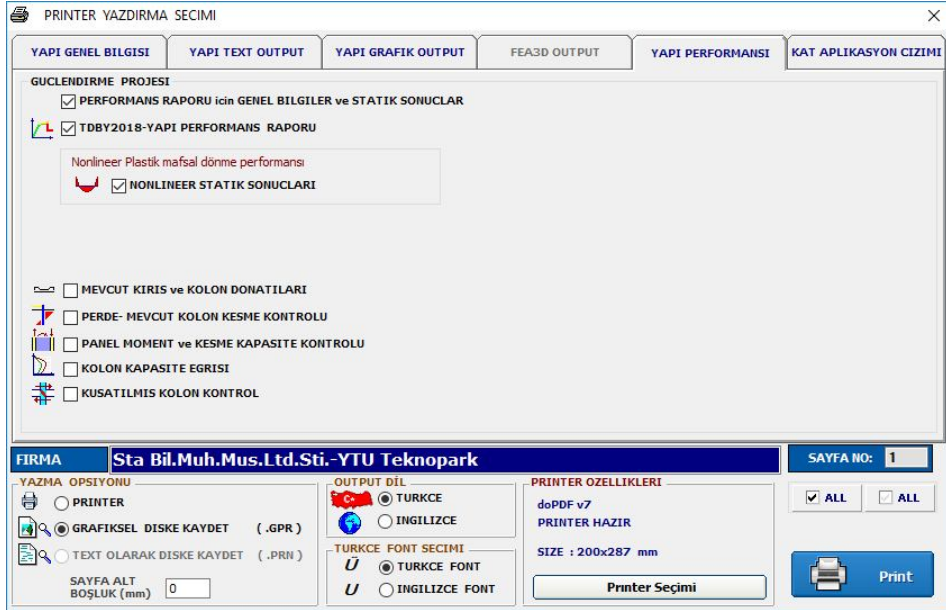 PRINTER YAZDIRMA SECIMI
YAPI GENEL BILGISI YAPI TEXT OUTPUT YAPI GRAFIK OUTPUT FEA3D OUTPUT YAPI PERFORMANSI KAT APLIKASYON CIZIMI
GUCLENDIRME PROJESI
PERFORMANS RAPORU icin GENEL BILGILER ve STATIK SONUCLAR
TDBY2018-YAPI PERFORMANS RAPORU
Nonlineer Plastik mafsal dönme performansı
NONLINEER STATIK SONUCLARI
MEVCUT KIRIS ve KOLON DONATILARI
PERDE- MEVCUT KOLON KESME KONTROLU
PANEL MOMENT ve KESME KAPASITE KONTROLU
KOLON KAPASITE EGRISI
KUSATILMIS KOLON KONTROL
FIRMA Sta Bil.Muh.Mus.Ltd.Sti.-YTU Teknopark SAYFA NO: 1
YAZMA OPSIYONU
PRINTER
GRAFIKSEL DISKE KAYDET ( .GPR )
TEXT OLARAK DISKE KAYDET ( .PRN )
SAYFA ALT
BOŞLUK (mm) 0
OUTPUT DİL
TURKCE
INGILIZCE
TURKCE FONT SECIMI
Ü TURKCE FONT
U INGILIZCE FONT
PRINTER OZELLIKLERI
doPDF v7
PRINTER HAZIR
SIZE : 200x287 mm
Prınter Seçimi
ALL ALL
Print